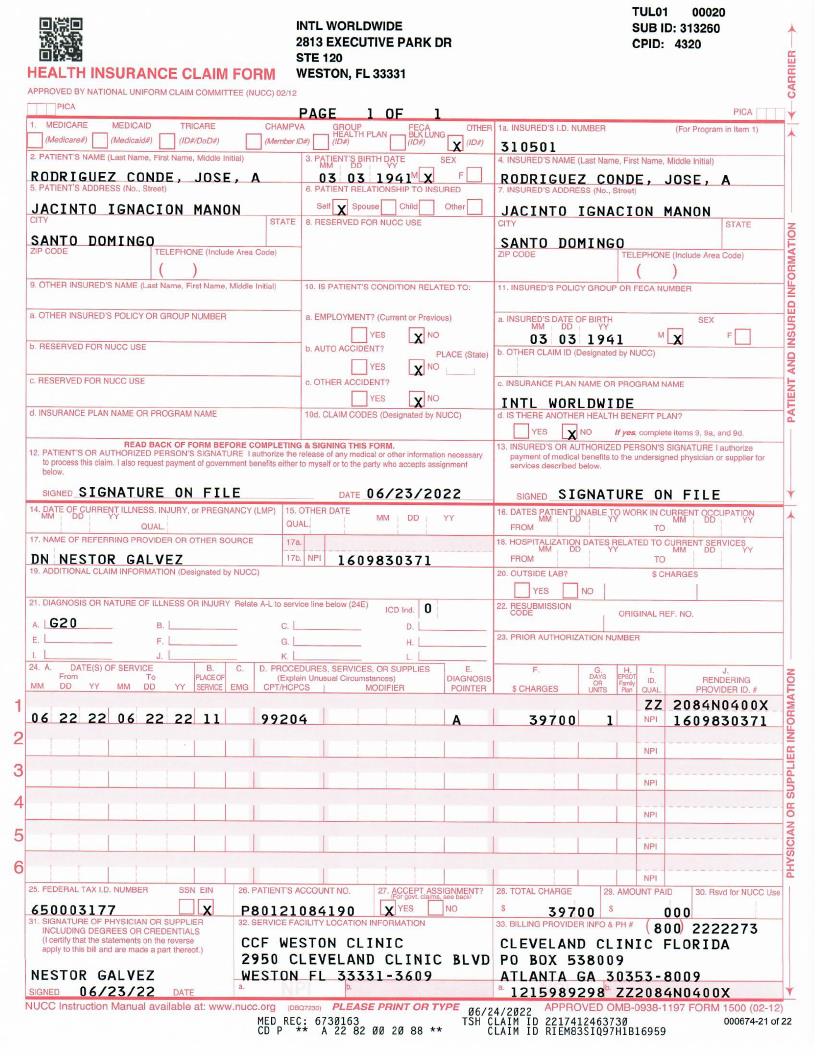 TUL01 00020
INTL WORLDWIDE SUB ID: 313260
2813 EXECUTIVE PARK DR CPID: 4320
STE 120
HEALTH INSURANCE CLAIM FORM WESTON, FL 33331
APPROVED BY NATIONAL UNIFORM CLAIM COMMITTEE (NUCC) 02/12
PICA PAGE 1 OF 1 PICA
CARRIER
1. MEDICARE MEDICAID TRICARE CHAMPVA GROUP HEALTH PLAN FECA BLK LUNG OTHER 1a. INSURED'S I.D. NUMBER (For Program in Item 1)
(Medicare#) (Medicaid#) (ID#/DoD#) (Member ID#) (ID#) (ID#) X (ID#) 310501
2. PATIENT'S NAME (Last Name, First Name, Middle Initial) 3. PATIENT'S BIRTH DATE SEX 4. INSURED'S NAME (Last Name, First Name, Middle Initial)
MM DD YY
RODRIGUEZ CONDE, JOSE, A 03 03 1941 M X F RODRIGUEZ CONDE, JOSE, A
5. PATIENT'S ADDRESS (No., Street) 6. PATIENT RELATIONSHIP TO INSURED 7. INSURED'S ADDRESS (No., Street)
JACINTO IGNACION MANON Self X Spouse Child Other JACINTO IGNACION MANON
CITY STATE 8. RESERVED FOR NUCC USE CITY STATE
SANTO DOMINGO SANTO DOMINGO
ZIP CODE TELEPHONE (Include Area Code) ZIP CODE TELEPHONE (Include Area Code)
( ) ( )
9. OTHER INSURED'S NAME (Last Name, First Name, Middle Initial) 10. IS PATIENT'S CONDITION RELATED TO: 11. INSURED'S POLICY GROUP OR FECA NUMBER
a. OTHER INSURED'S POLICY OR GROUP NUMBER a. EMPLOYMENT? (Current or Previous) a. INSURED'S DATE OF BIRTH SEX
MM DD YY
YES X NO 03 03 1941 M X F
b. RESERVED FOR NUCC USE b. AUTO ACCIDENT? PLACE (State) b. OTHER CLAIM ID (Designated by NUCC)
YES X NO
c. RESERVED FOR NUCC USE c. OTHER ACCIDENT? c. INSURANCE PLAN NAME OR PROGRAM NAME
YES X NO INTL WORLDWIDE
d. INSURANCE PLAN NAME OR PROGRAM NAME 10d. CLAIM CODES (Designated by NUCC) d. IS THERE ANOTHER HEALTH BENEFIT PLAN?
YES X NO If yes, complete items 9, 9a, and 9d.
PATIENT AND INSURED INFORMATION
READ BACK OF FORM BEFORE COMPLETING & SIGNING THIS FORM.
12. PATIENT'S OR AUTHORIZED PERSON'S SIGNATURE I authorize the release of any medical or other information necessary
to process this claim. I also request payment of government benefits either to myself or to the party who accepts assignment
below.
13. INSURED'S OR AUTHORIZED PERSON'S SIGNATURE I authorize
payment of medical benefits to the undersigned physician or supplier for
services described below.
SIGNED SIGNATURE ON FILE DATE 06/23/2022 SIGNED SIGNATURE ON FILE
14. DATE OF CURRENT ILLNESS, INJURY, or PREGNANCY (LMP) 15. OTHER DATE 16. DATES PATIENT UNABLE TO WORK IN CURRENT OCCUPATION
MM DD YY QUAL. QUAL. MM DD YY MM DD YY MM DD YY
FROM TO
17. NAME OF REFERRING PROVIDER OR OTHER SOURCE 17a. 18. HOSPITALIZATION DATES RELATED TO CURRENT SERVICES
MM DD YY MM DD YY
DN NESTOR GALVEZ 17b. NPI 1609830371 FROM TO
19. ADDITIONAL CLAIM INFORMATION (Designated by NUCC) 20. OUTSIDE LAB? $ CHARGES
YES NO
21. DIAGNOSIS OR NATURE OF ILLNESS OR INJURY Relate A-L to service line below (24E) ICD Ind. 0 22. RESUBMISSION CODE ORIGINAL REF. NO.
A. G20 B. C. D.
E. F. G. H. 23. PRIOR AUTHORIZATION NUMBER
I. J. K. L.
24. A. DATE(S) OF SERVICE B. C. D. PROCEDURES, SERVICES, OR SUPPLIES E. F. G. H. I. J.
From To PLACE OF (Explain Unusual Circumstances) DIAGNOSIS DAYS OR UNITS EPSDT Family Plan ID. RENDERING
MM DD YY MM DD YY SERVICE EMG CPT/HCPCS MODIFIER POINTER $ CHARGES QUAL. PROVIDER ID. #
1 ZZ 2084N0400X
06 22 22 06 22 22 11 99204 A 39700 1 NPI 1609830371
2 NPI
3 NPI
4 NPI
5 NPI
6 NPI
PHYSICIAN OR SUPPLIER INFORMATION
25. FEDERAL TAX I.D. NUMBER SSN EIN 26. PATIENT'S ACCOUNT NO. 27. ACCEPT ASSIGNMENT? 28. TOTAL CHARGE 29. AMOUNT PAID 30. Rsvd for NUCC Use
(For govt. claims, see back)
650003177 X P80121084190 X YES NO $ 39700 $ 000
31. SIGNATURE OF PHYSICIAN OR SUPPLIER
INCLUDING DEGREES OR CREDENTIALS
(I certify that the statements on the reverse
apply to this bill and are made a part thereof.)
NESTOR GALVEZ
SIGNED 06/23/22 DATE
32. SERVICE FACILITY LOCATION INFORMATION
CCF WESTON CLINIC
2950 CLEVELAND CLINIC BLVD
WESTON FL 33331-3609
a. NPI b.
33. BILLING PROVIDER INFO & PH # (800) 2222273
CLEVELAND CLINIC FLORIDA
PO BOX 538009
ATLANTA GA 30353-8009
a. 1215989298 b. ZZ2084N0400X
NUCC Instruction Manual available at: www.nucc.org (DBQ7230) PLEASE PRINT OR TYPE APPROVED OMB-0938-1197 FORM 1500 (02-12)
06/24/2022
MED REC: 6730163 TSH CLAIM ID 2217412463730 000674-21 of 22
CD P ** A 22 82 00 20 88 ** CLAIM ID RIEM83SIQ97H1B16959